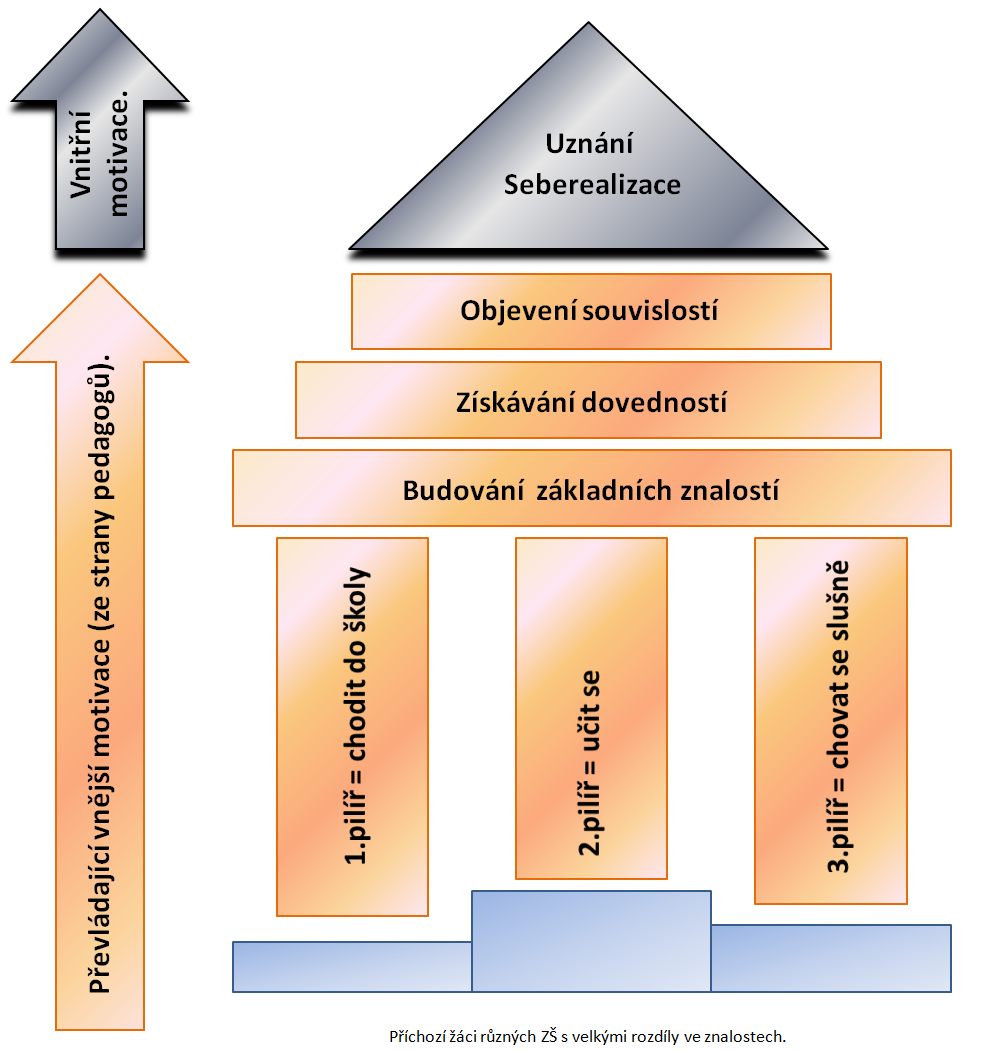 Vnitřní
motivace.
Uznání
Seberealizace
Objevení souvislostí
Získávání dovedností
Budování základních znalostí
Převládající vnější motivace (ze strany pedagogů).
1.pilíř = chodit do školy
2.pilíř = učit se
3.pilíř = chovat se slušně
Příchozí žáci různých ZŠ s velkými rozdíly ve znalostech.